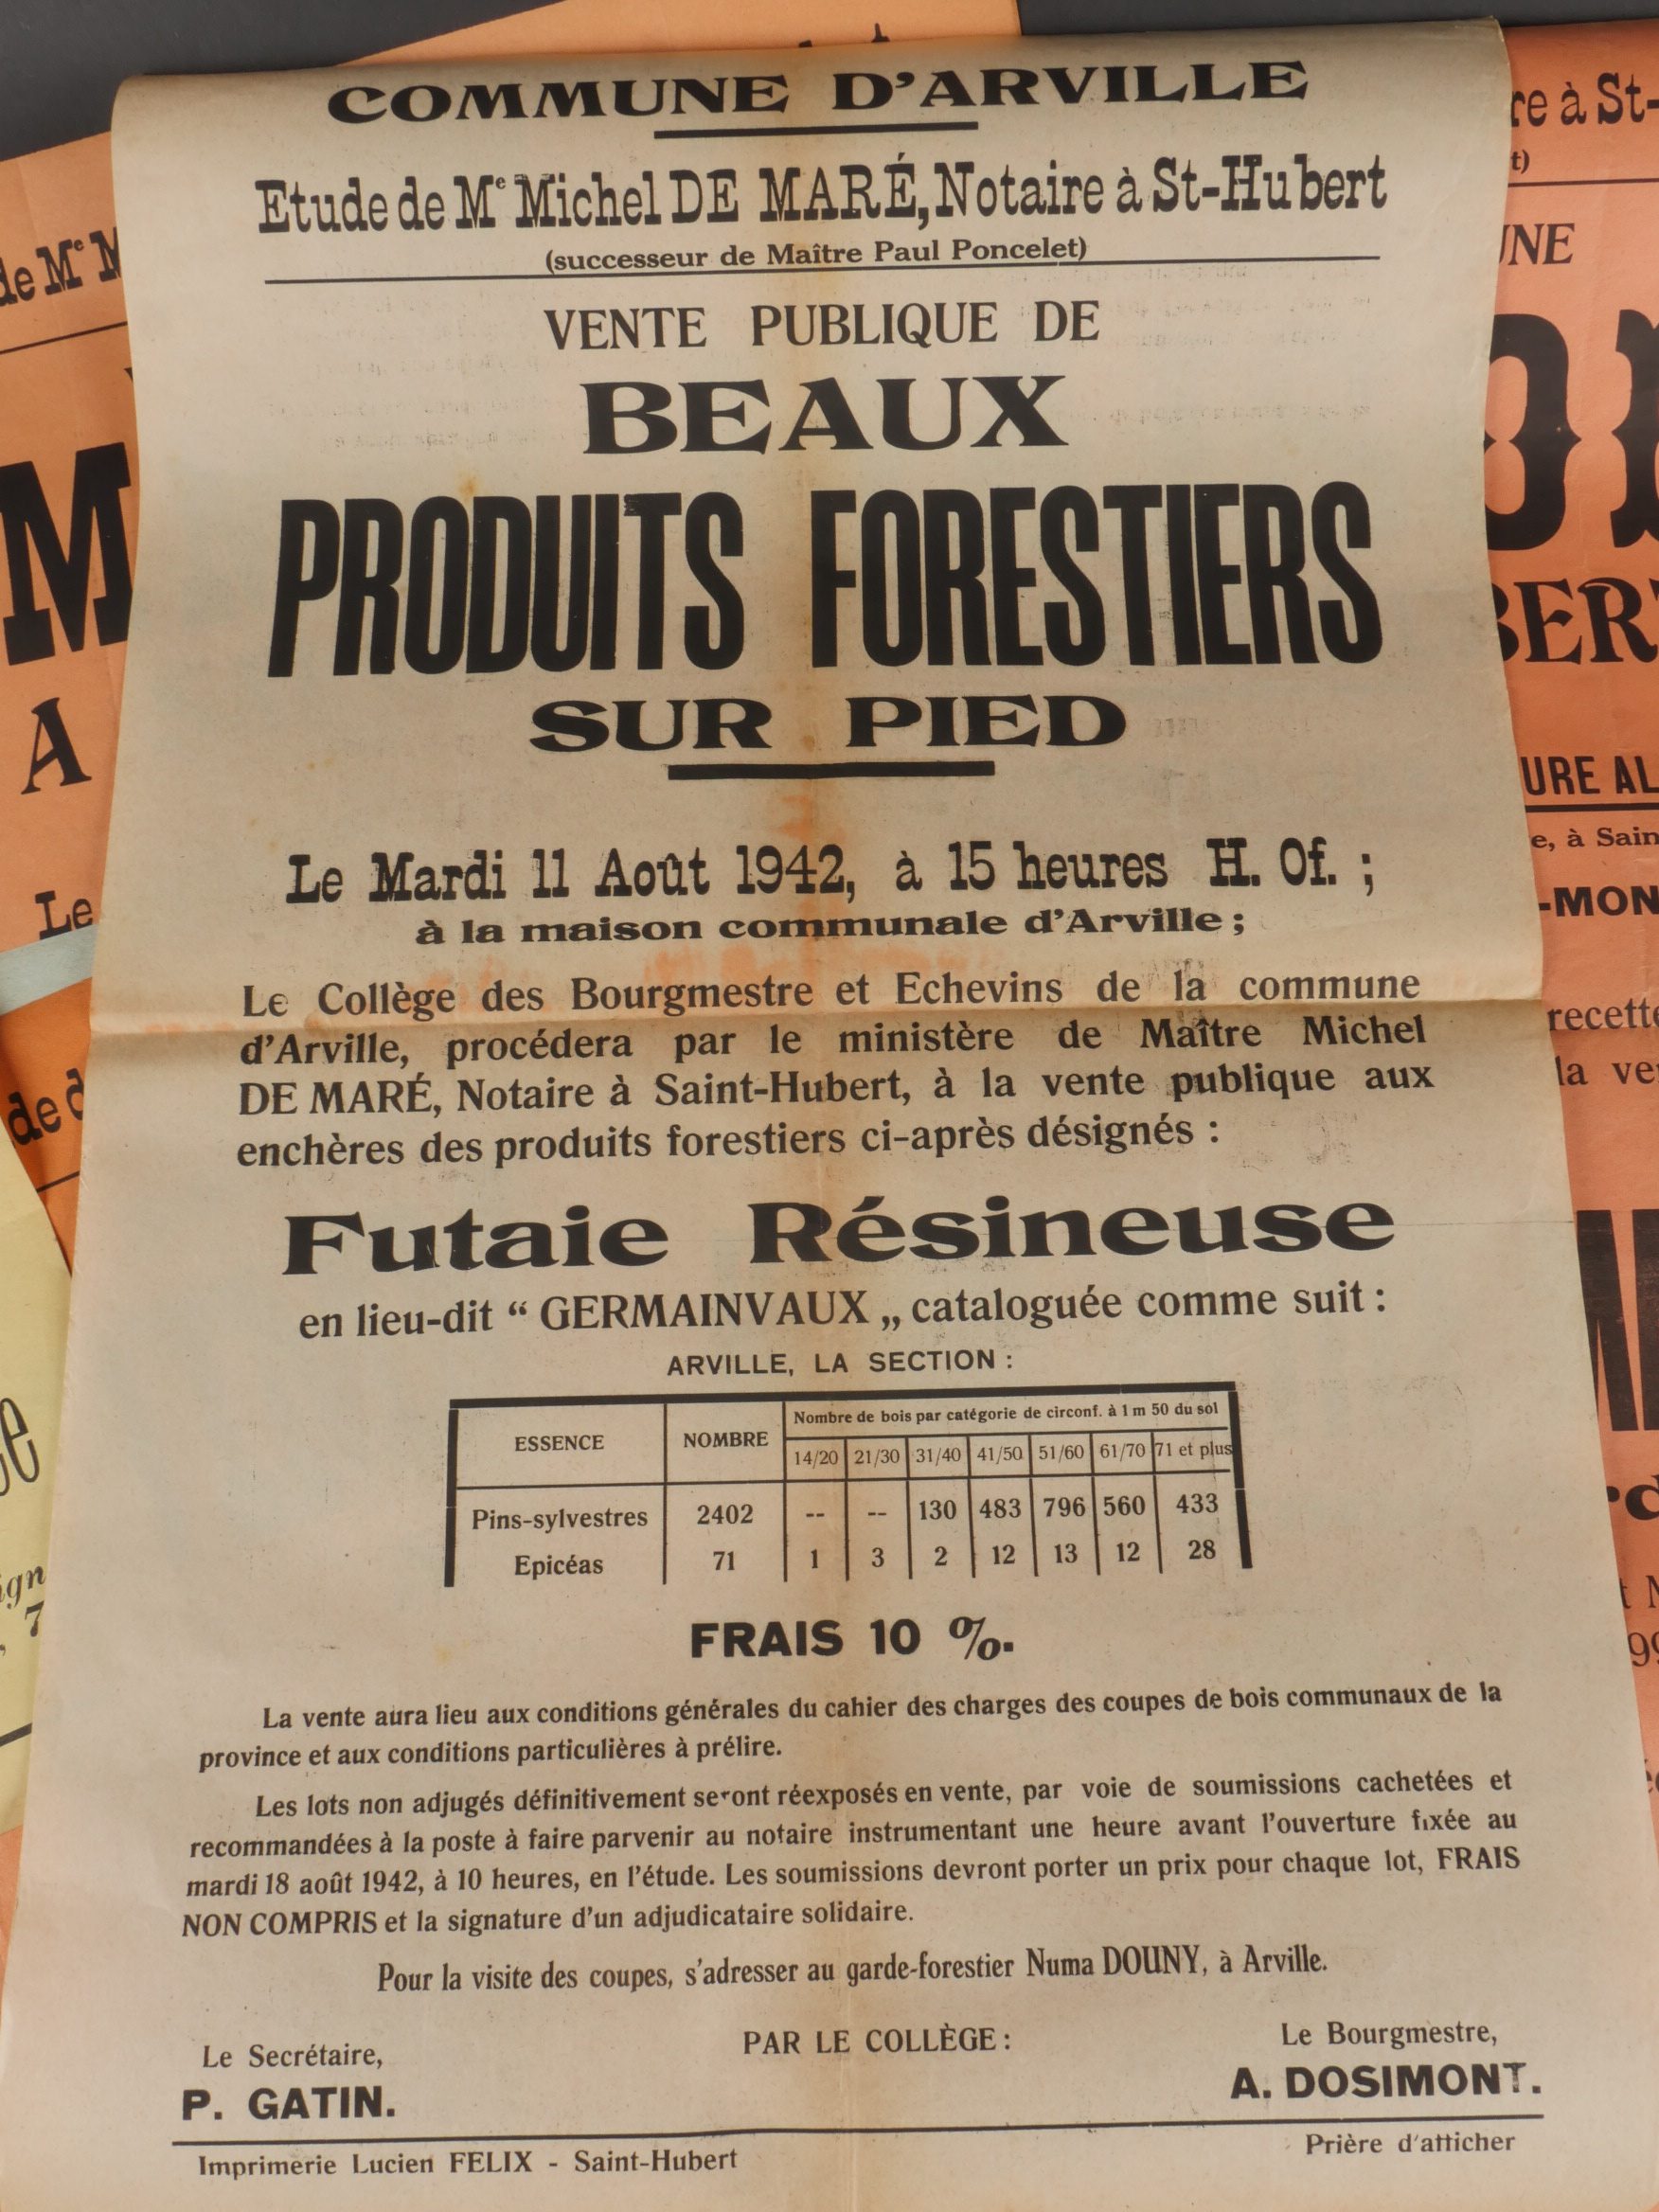 COMMUNE D'ARVILLE
Etude de Me Michel DE MARÉ, Notaire à St-Hubert
(successeur de Maître Paul Poncelet)
VENTE PUBLIQUE DE
BEAUX
PRODUITS FORESTIERS
SUR PIED
Le Mardi 11 Août 1942, à 15 heures H. Of. ;
à la maison communale d'Arville ;
Le Collège des Bourgmestre et Echevins de la commune
d'Arville, procédera par le ministère de Maître Michel
DE MARÉ, Notaire à Saint-Hubert, à la vente publique aux
enchères des produits forestiers ci-après désignés :
Futaie Résineuse
en lieu-dit “ GERMAINVAUX „ cataloguée comme suit :
ARVILLE, LA SECTION :
ESSENCE NOMBRE Nombre de bois par catégorie de circonf. à 1 m 50 du sol
14/20 21/30 31/40 41/50 51/60 61/70 71 et plus
Pins-sylvestres 2402 -- -- 130 483 796 560 433
Epicéas 71 1 3 2 12 13 12 28
FRAIS 10 %.
La vente aura lieu aux conditions générales du cahier des charges des coupes de bois communaux de la
province et aux conditions particulières à prélire.
Les lots non adjugés définitivement seront réexposés en vente, par voie de soumissions cachetées et
recommandées à la poste à faire parvenir au notaire instrumentant une heure avant l'ouverture fixée au
mardi 18 août 1942, à 10 heures, en l'étude. Les soumissions devront porter un prix pour chaque lot, FRAIS
NON COMPRIS et la signature d'un adjudicataire solidaire.
Pour la visite des coupes, s'adresser au garde-forestier Numa DOUNY, à Arville.
PAR LE COLLÈGE :
Le Secrétaire,
P. GATIN.
Le Bourgmestre,
A. DOSIMONT.
Imprimerie Lucien FELIX - Saint-Hubert
Prière d'afficher
de Me M
M
A
Le
re à St-
URE AL
e, à Sain
-MON
la ve